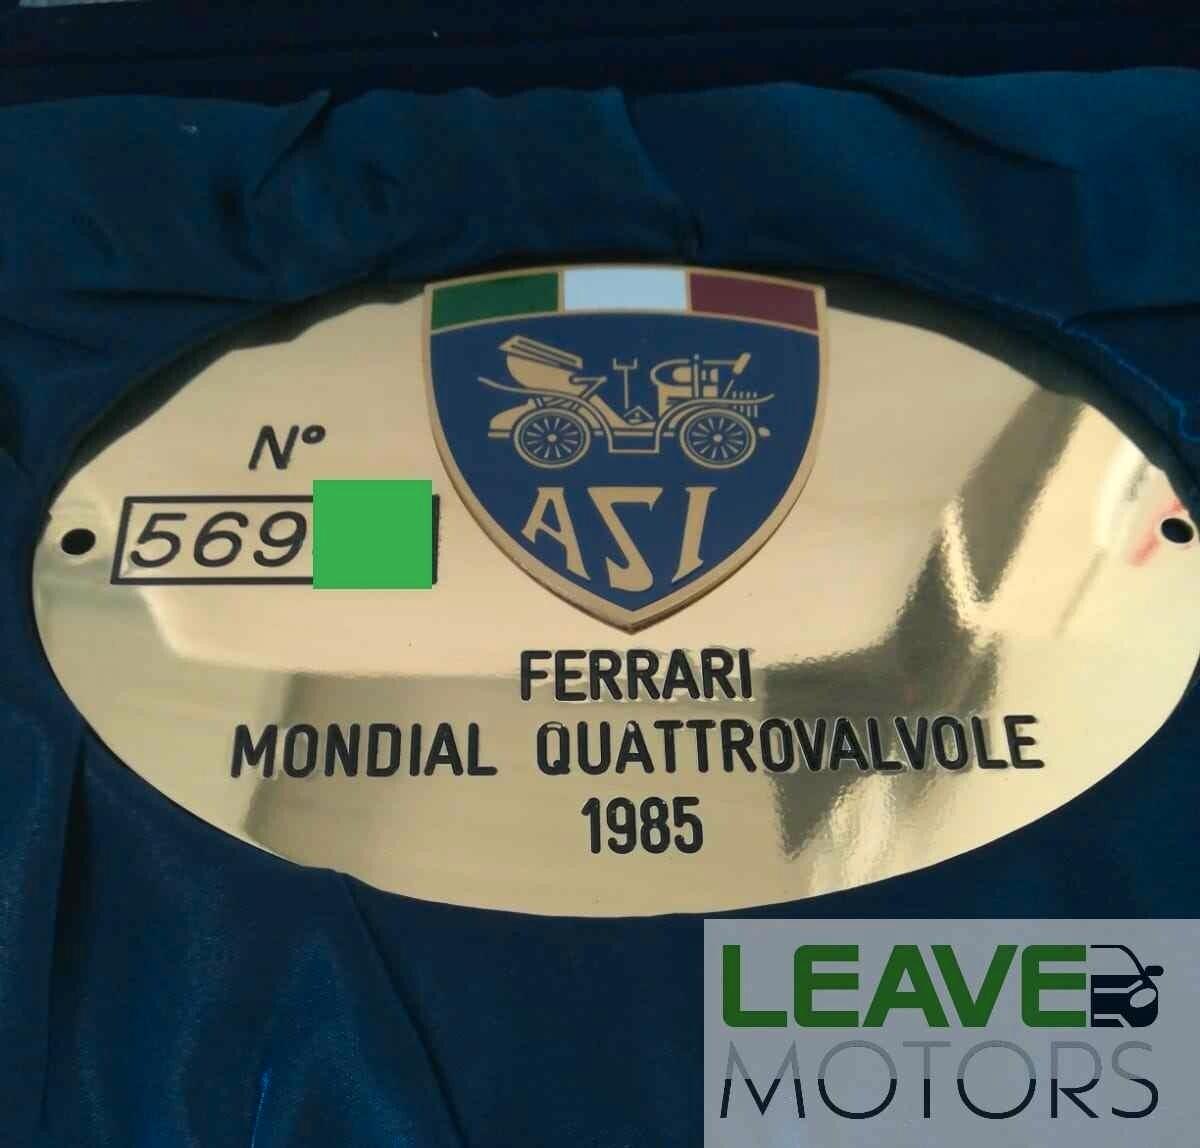 N°
569
ASI
FERRARI
MONDIAL QUATTROVALVOLE
1985
LEAVE
MOTORS